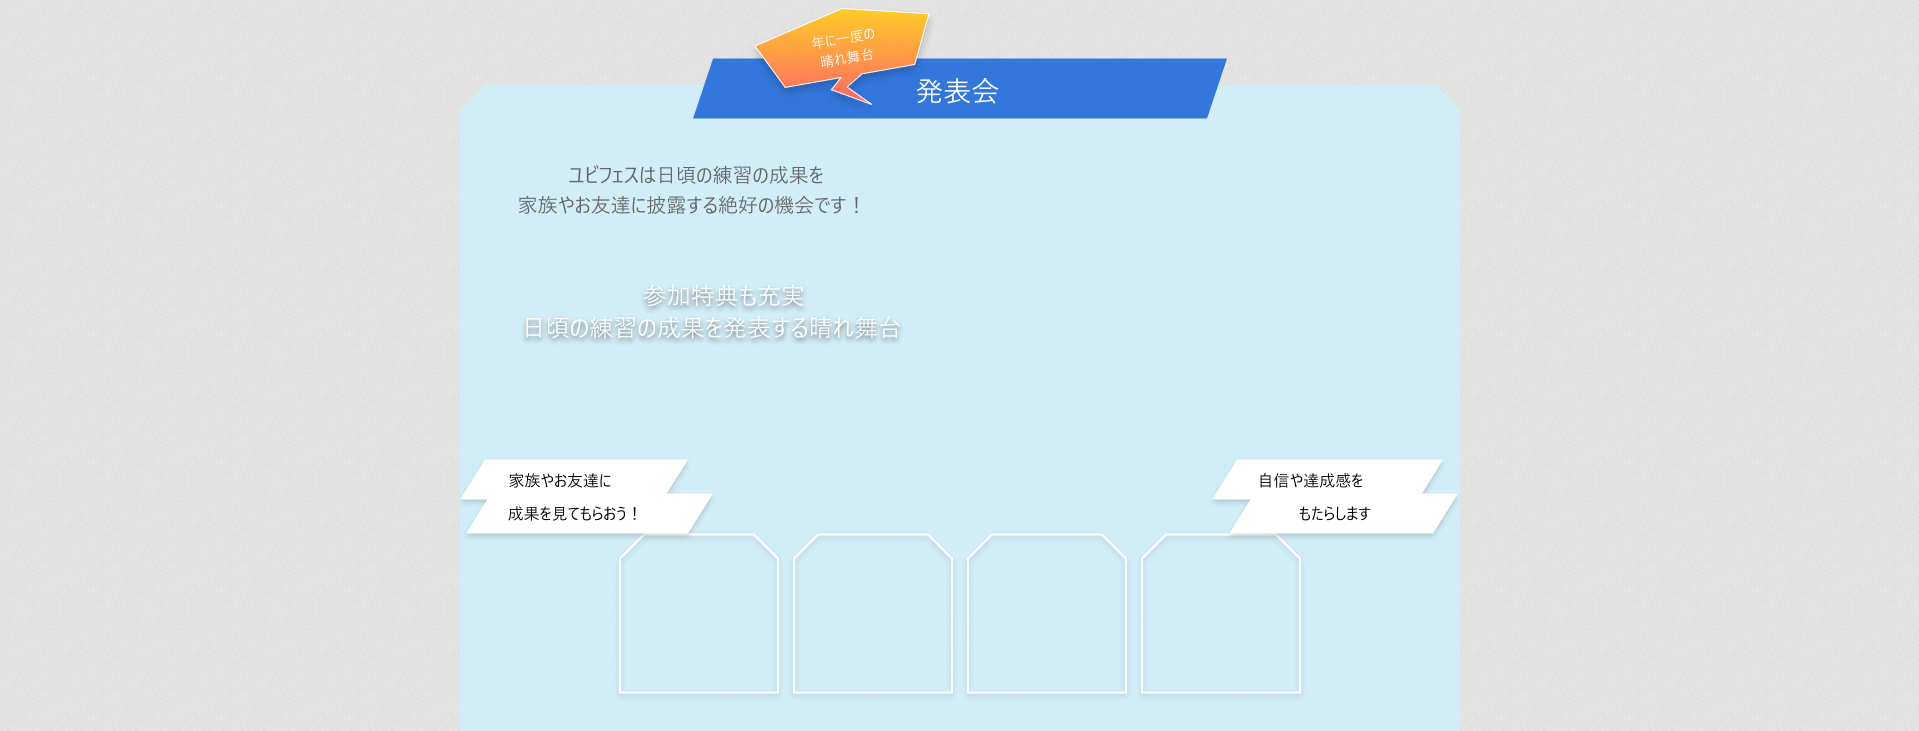 年に一度の
晴れ舞台
発表会
ユビフェスは日頃の練習の成果を
家族やお友達に披露する絶好の機会です！
参加特典も充実
日頃の練習の成果を発表する晴れ舞台
家族やお友達に
成果を見てもらおう！
自信や達成感を
もたらします